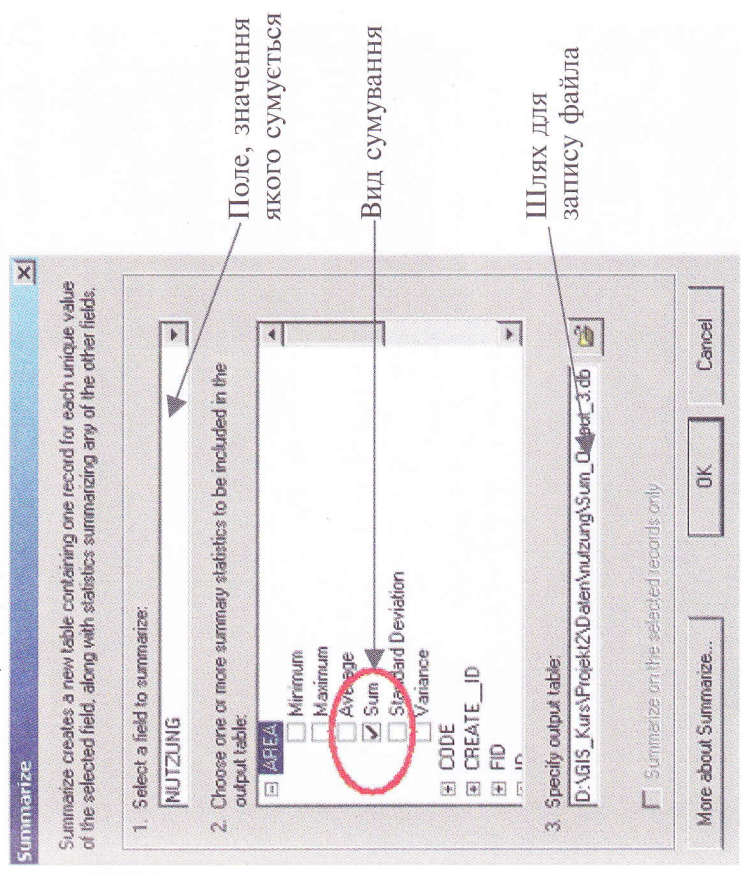 Summarize
Summarize creates a new table containing one record for each unique value
of the selected field, along with statistics summarizing any of the other fields.
1. Select a field to summarize:
NUTZUNG
2. Choose one or more summary statistics to be included in the
output table:
AREA
Minimum
Maximum
Average
Sum
Standard Deviation
Variance
CODE
CREATE_ID
FID
3. Specify output table:
D:\GIS_Kurs\Projekt2\Daten\nutzung\Sum_Output_3.db
Summarize on the selected records only
More about Summarize...
OK
Cancel
Поле, значення
якого сумується
Вид сумування
Шлях для
запису файла